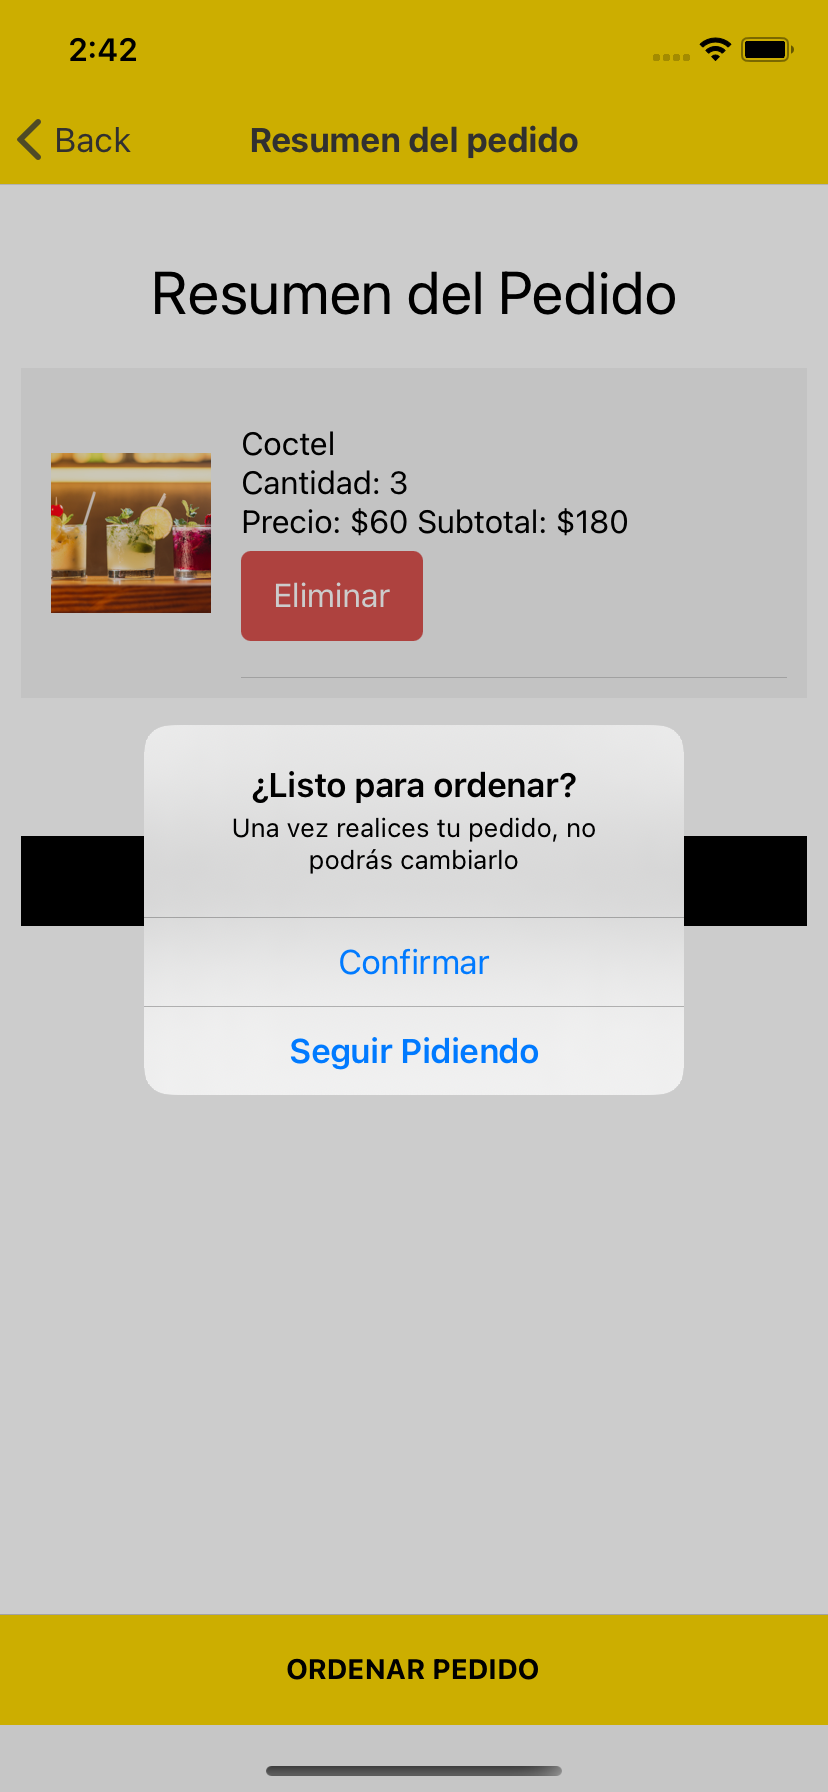 2:42
Back
Resumen del pedido
Resumen del Pedido
Coctel
Cantidad: 3
Precio: $60 Subtotal: $180
Eliminar
¿Listo para ordenar?
Una vez realices tu pedido, no
podrás cambiarlo
Confirmar
Seguir Pidiendo
ORDENAR PEDIDO